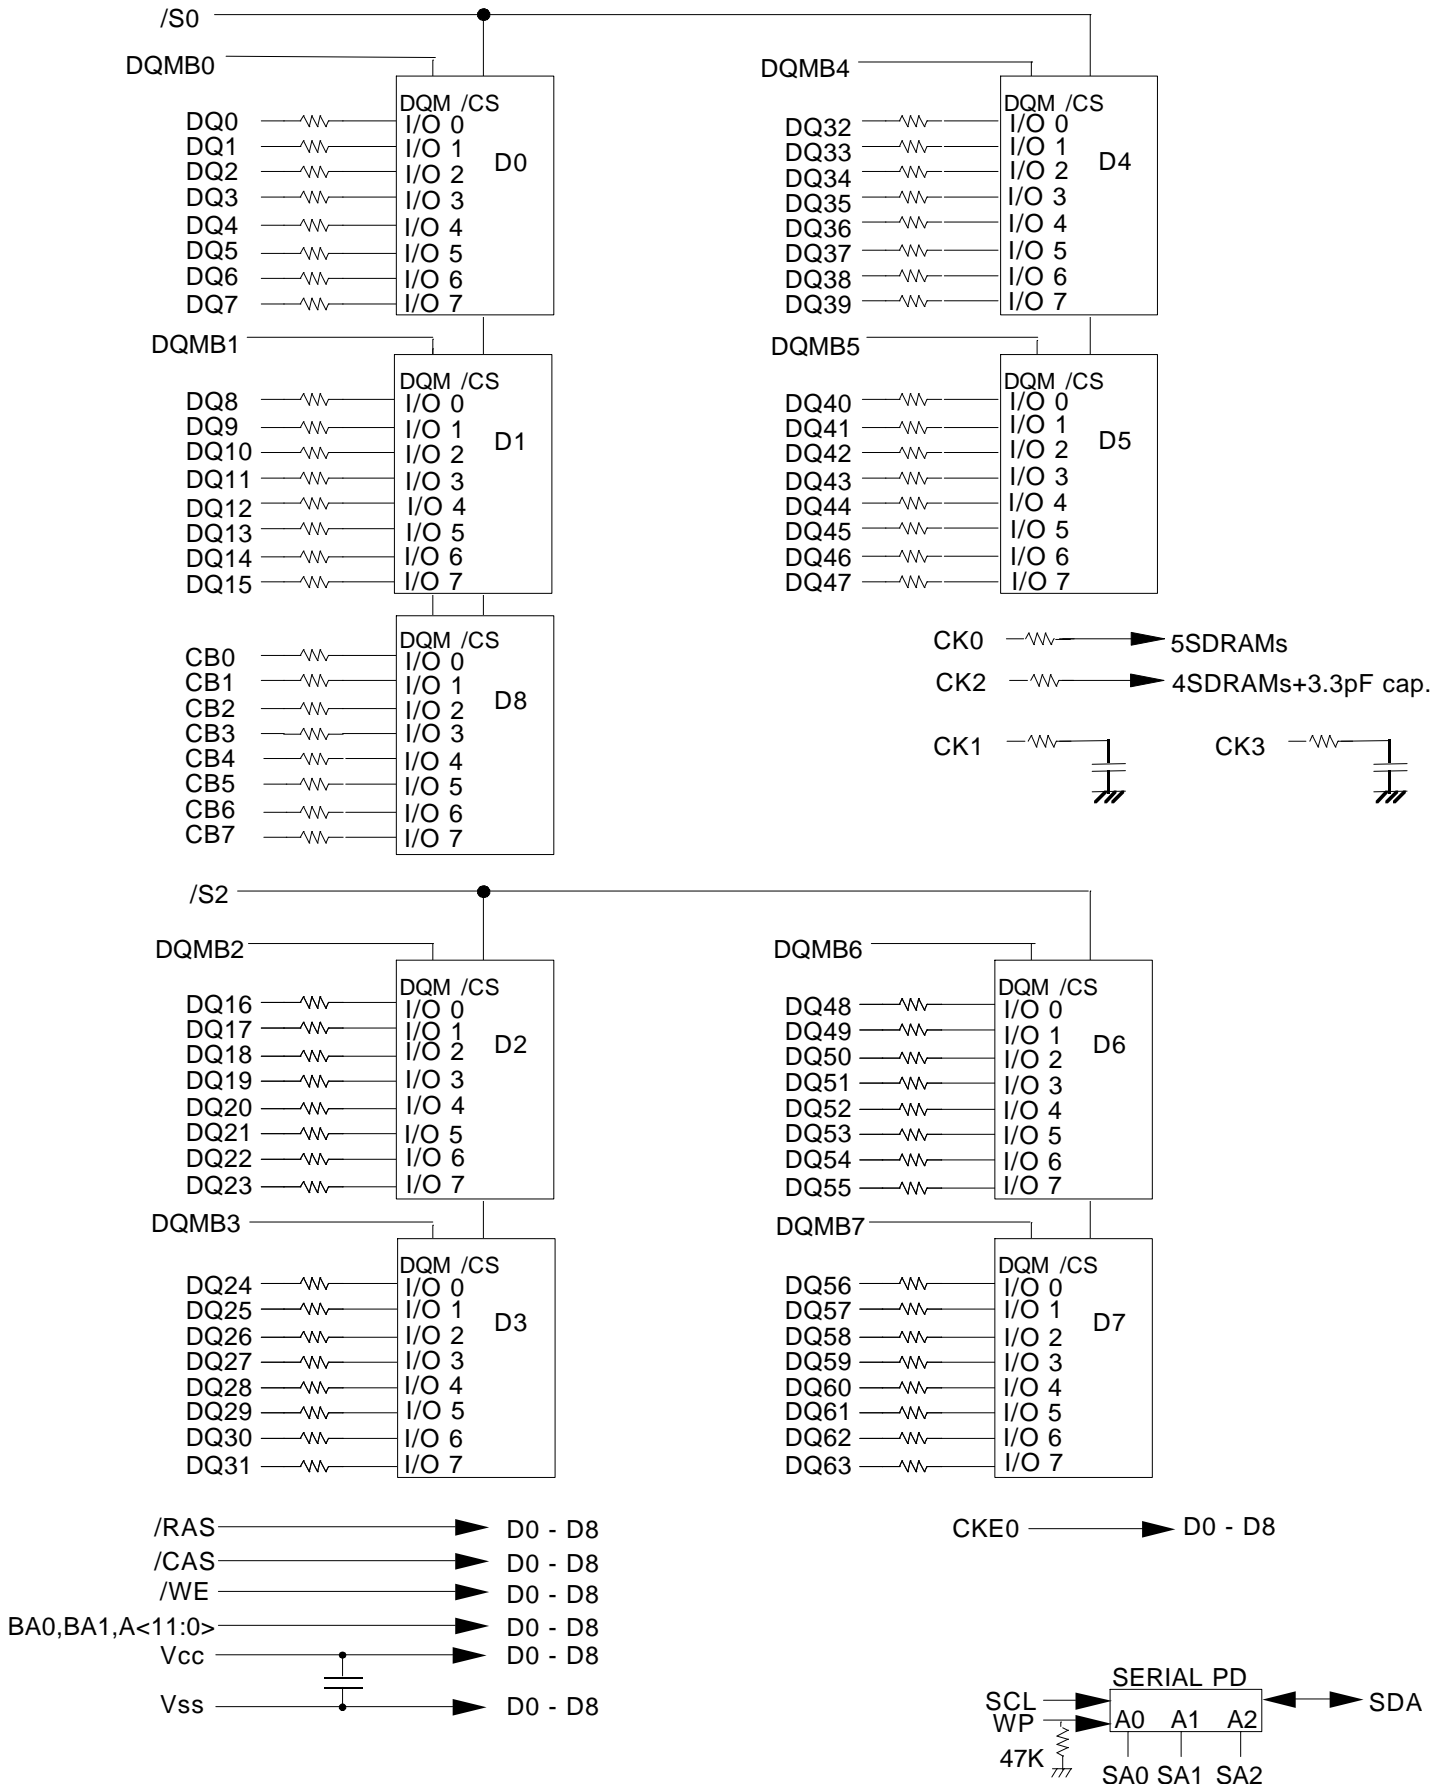 /S0
DQMB0
DQM /CS
DQ0 I/O 0
DQ1 I/O 1
DQ2 I/O 2
DQ3 I/O 3
DQ4 I/O 4
DQ5 I/O 5
DQ6 I/O 6
DQ7 I/O 7
D0
DQMB4
DQM /CS
DQ32 I/O 0
DQ33 I/O 1
DQ34 I/O 2
DQ35 I/O 3
DQ36 I/O 4
DQ37 I/O 5
DQ38 I/O 6
DQ39 I/O 7
D4
DQMB1
DQM /CS
DQ8 I/O 0
DQ9 I/O 1
DQ10 I/O 2
DQ11 I/O 3
DQ12 I/O 4
DQ13 I/O 5
DQ14 I/O 6
DQ15 I/O 7
D1
DQMB5
DQM /CS
DQ40 I/O 0
DQ41 I/O 1
DQ42 I/O 2
DQ43 I/O 3
DQ44 I/O 4
DQ45 I/O 5
DQ46 I/O 6
DQ47 I/O 7
D5
DQM /CS
CB0 I/O 0
CB1 I/O 1
CB2 I/O 2
CB3 I/O 3
CB4 I/O 4
CB5 I/O 5
CB6 I/O 6
CB7 I/O 7
D8
CK0 5SDRAMs
CK2 4SDRAMs+3.3pF cap.
CK1 CK3
/S2
DQMB2
DQM /CS
DQ16 I/O 0
DQ17 I/O 1
DQ18 I/O 2
DQ19 I/O 3
DQ20 I/O 4
DQ21 I/O 5
DQ22 I/O 6
DQ23 I/O 7
D2
DQMB6
DQM /CS
DQ48 I/O 0
DQ49 I/O 1
DQ50 I/O 2
DQ51 I/O 3
DQ52 I/O 4
DQ53 I/O 5
DQ54 I/O 6
DQ55 I/O 7
D6
DQMB3
DQM /CS
DQ24 I/O 0
DQ25 I/O 1
DQ26 I/O 2
DQ27 I/O 3
DQ28 I/O 4
DQ29 I/O 5
DQ30 I/O 6
DQ31 I/O 7
D3
DQMB7
DQM /CS
DQ56 I/O 0
DQ57 I/O 1
DQ58 I/O 2
DQ59 I/O 3
DQ60 I/O 4
DQ61 I/O 5
DQ62 I/O 6
DQ63 I/O 7
D7
/RAS D0 - D8
/CAS D0 - D8
/WE D0 - D8
BA0,BA1,A<11:0> D0 - D8
Vcc D0 - D8
Vss D0 - D8
CKE0 D0 - D8
SERIAL PD
SCL SDA
WP A0 A1 A2
47K
SA0 SA1 SA2